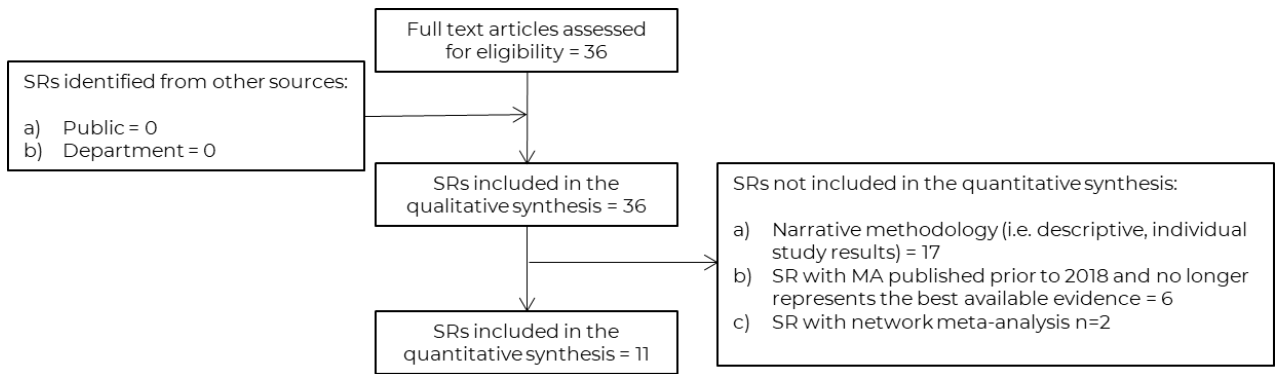 Full text articles assessed
for eligibility = 36
SRs identified from other sources:
a) Public = 0
b) Department = 0
SRs included in the
qualitative synthesis = 36
SRs not included in the quantitative synthesis:
a) Narrative methodology (i.e. descriptive, individual
study results) = 17
b) SR with MA published prior to 2018 and no longer
represents the best available evidence = 6
c) SR with network meta-analysis n=2
SRs included in the
quantitative synthesis = 11